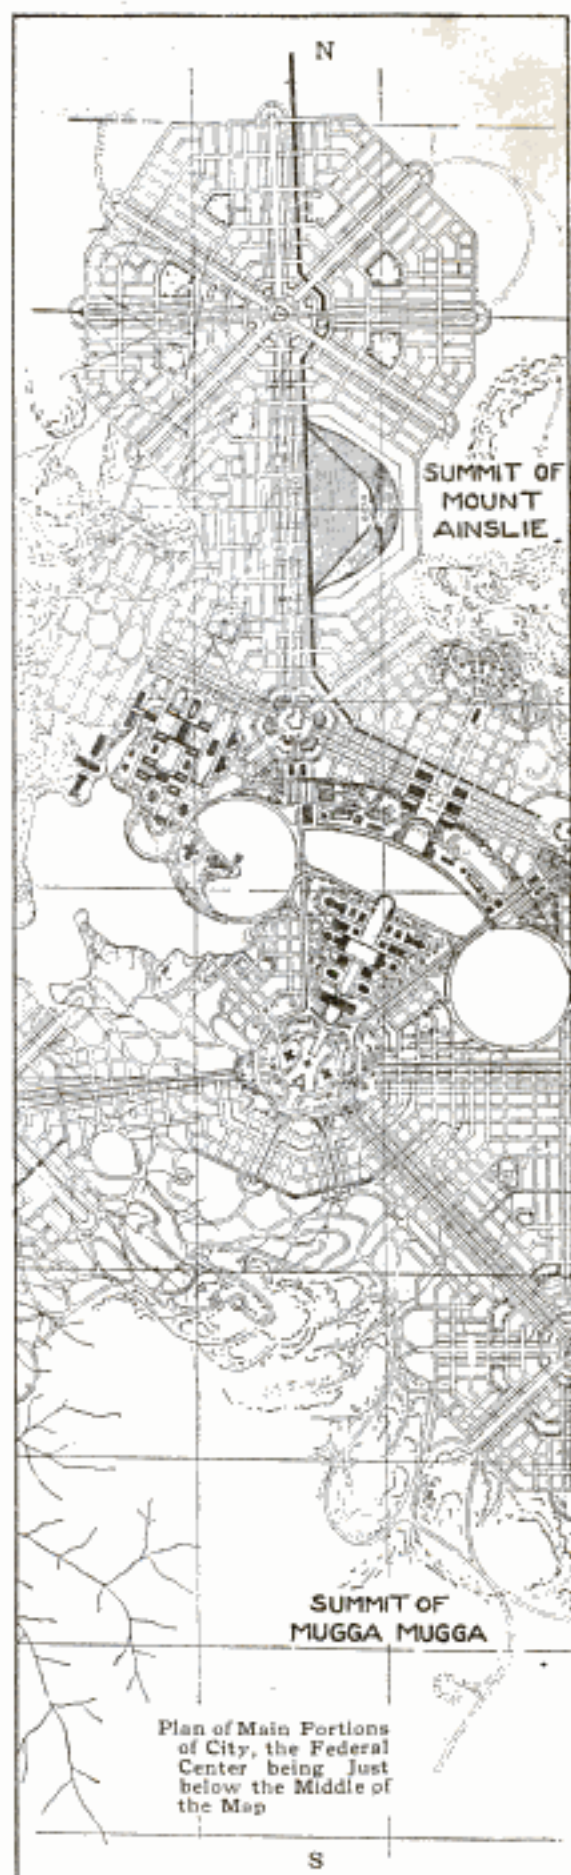 N
SUMMIT OF
MOUNT
AINSLIE
SUMMIT OF
MUGGA MUGGA
Plan of Main Portions
of City, the Federal
Center being Just
below the Middle of
the Map
S